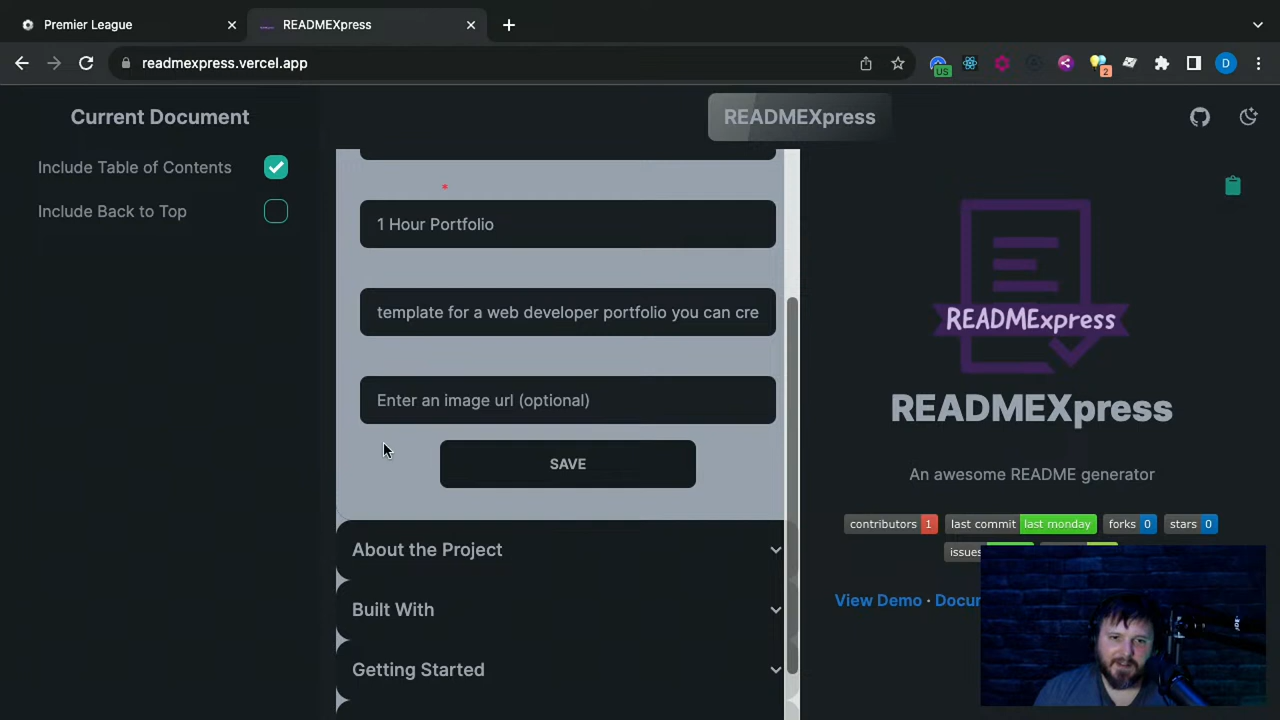 Premier League
READMEXpress
readmexpress.vercel.app
US
2
D
Current Document
READMEXpress
Include Table of Contents
Include Back to Top
*
1 Hour Portfolio
template for a web developer portfolio you can cre
Enter an image url (optional)
SAVE
About the Project
Built With
Getting Started
READMExpress
READMEXpress
An awesome README generator
contributors 1 last commit last monday forks 0 stars 0
issues
View Demo · Docum